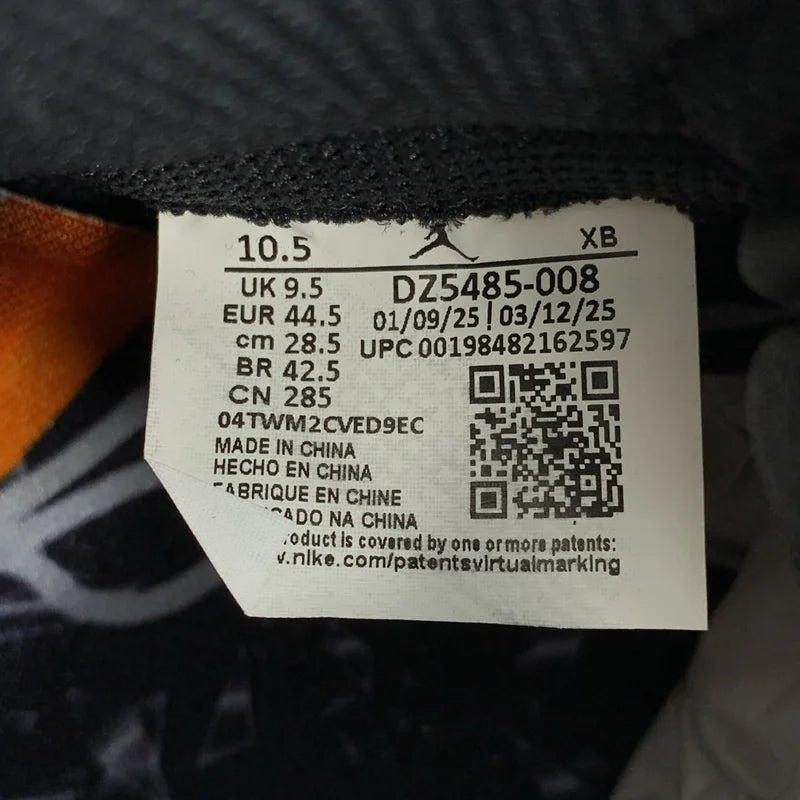 10.5 XB
UK 9.5 DZ5485-008
EUR 44.5 01/09/25 | 03/12/25
cm 28.5 UPC 00198482162597
BR 42.5
CN 285
04TWM2CVED9EC
MADE IN CHINA
HECHO EN CHINA
FABRIQUE EN CHINE
CADO NA CHINA
oduct is covered by one or more patents:
.nike.com/patentsvirtualmarking